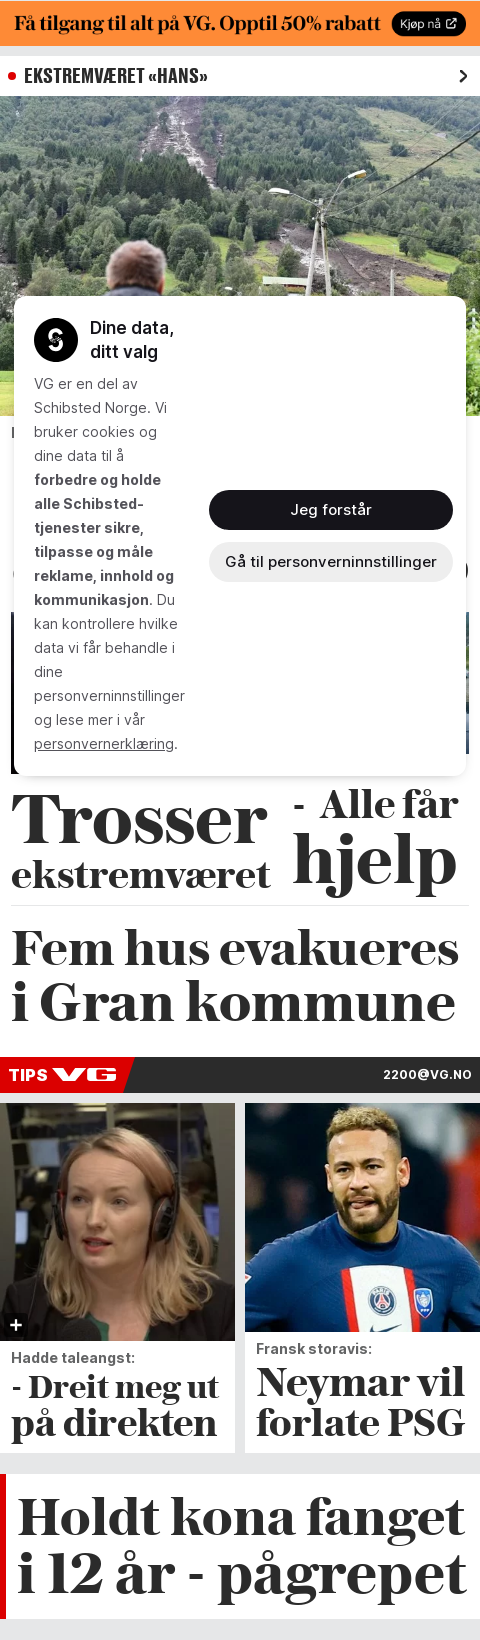 Få tilgang til alt på VG. Opptil 50% rabatt
Kjøp nå
EKSTREMVÆRET «HANS»
Dine data,
ditt valg
VG er en del av
Schibsted Norge. Vi
bruker cookies og
dine data til å
forbedre og holde
alle Schibsted-
tjenester sikre,
tilpasse og måle
reklame, innhold og
kommunikasjon. Du
kan kontrollere hvilke
data vi får behandle i
dine
personverninnstillinger
og lese mer i vår
personvernerklæring.
Jeg forstår
Gå til personverninnstillinger
Trosser
ekstremværet
- Alle får
hjelp
Fem hus evakueres
i Gran kommune
TIPS VG
2200@VG.NO
Hadde taleangst:
- Dreit meg ut
på direkten
Fransk storavis:
Neymar vil
forlate PSG
Holdt kona fanget
i 12 år - pågrepet